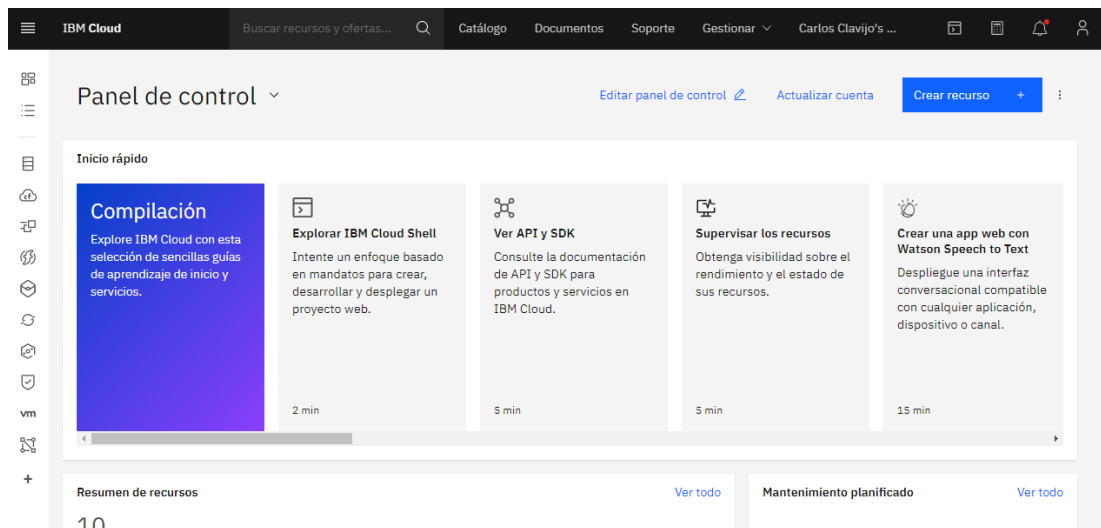 IBM Cloud
Buscar recursos y ofertas...
Catálogo
Documentos
Soporte
Gestionar
Carlos Clavijo's ...
Panel de control
Editar panel de control
Actualizar cuenta
Crear recurso +
Inicio rápido
Compilación
Explore IBM Cloud con esta
selección de sencillas guías
de aprendizaje de inicio y
servicios.
Explorar IBM Cloud Shell
Intente un enfoque basado
en mandatos para crear,
desarrollar y desplegar un
proyecto web.
2 min
Ver API y SDK
Consulte la documentación
de API y SDK para
productos y servicios en
IBM Cloud.
5 min
Supervisar los recursos
Obtenga visibilidad sobre el
rendimiento y el estado de
sus recursos.
5 min
Crear una app web con
Watson Speech to Text
Despliegue una interfaz
conversacional compatible
con cualquier aplicación,
dispositivo o canal.
15 min
cf
vm
+
Resumen de recursos
Ver todo
10
Mantenimiento planificado
Ver todo